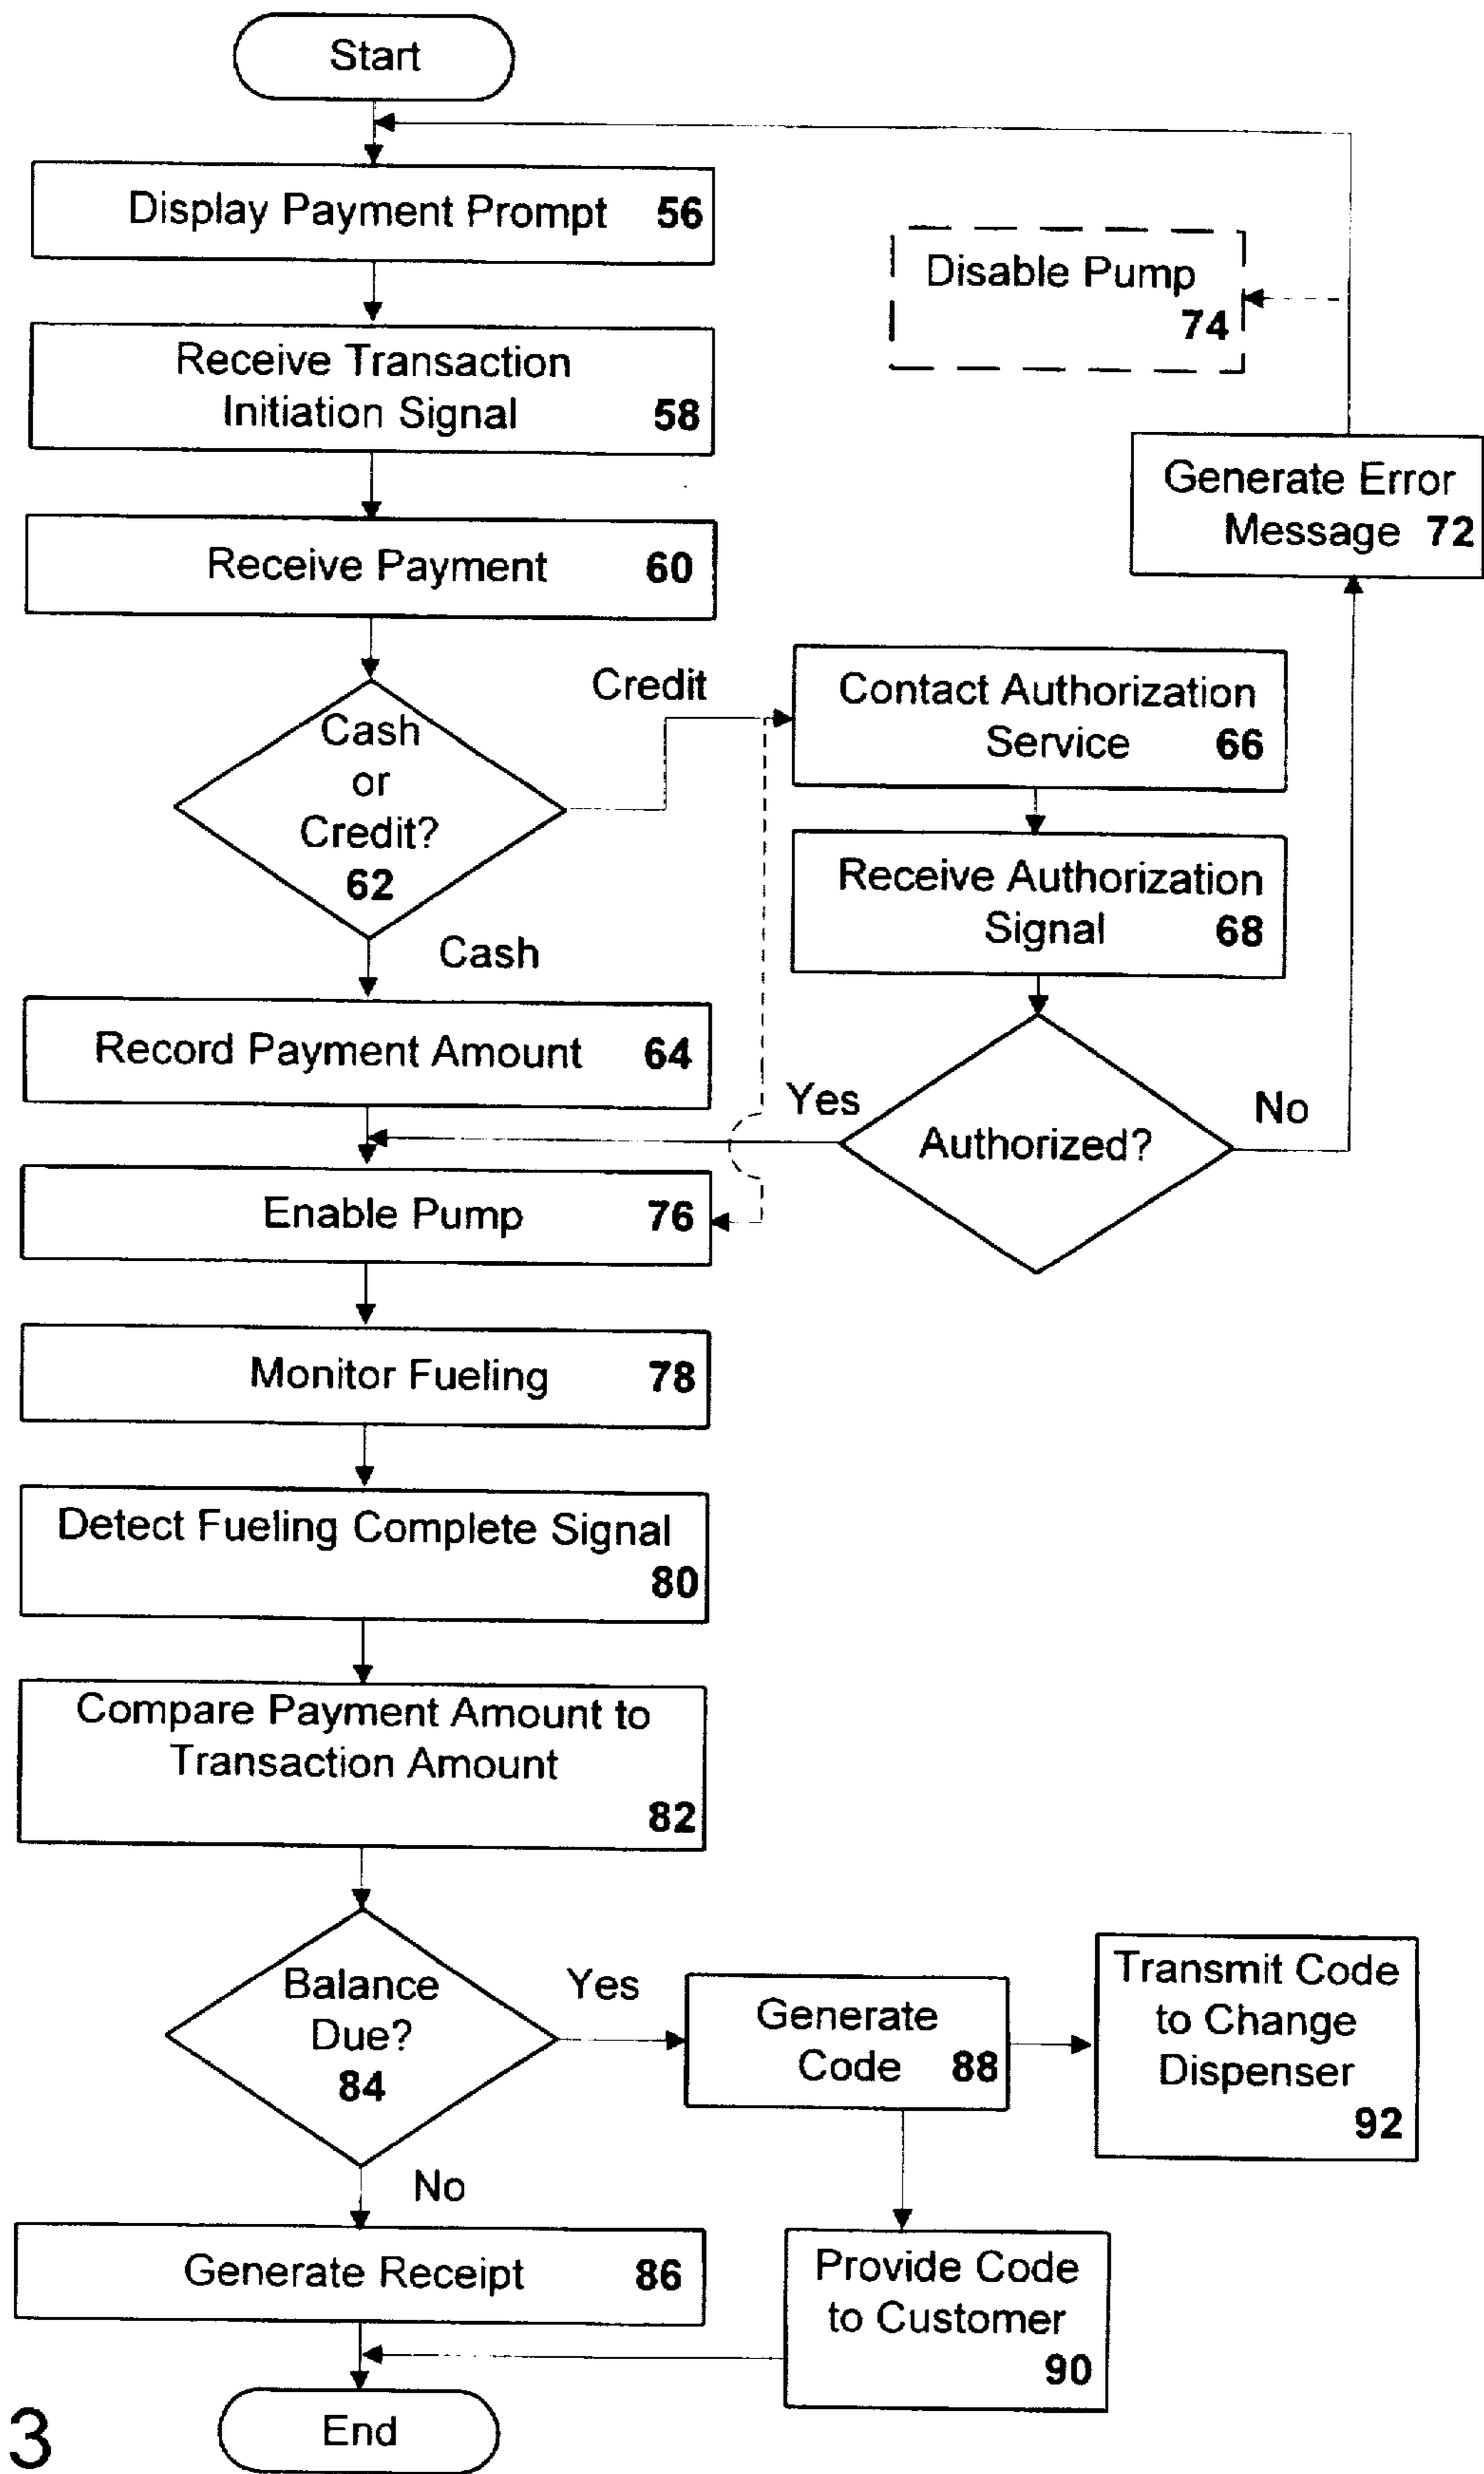 Start
Display Payment Prompt 56
Receive Transaction
Initiation Signal 58
Receive Payment 60
Cash
or
Credit?
62
Credit
Cash
Record Payment Amount 64
Contact Authorization
Service 66
Receive Authorization
Signal 68
Authorized?
Yes
No
Generate Error
Message 72
Disable Pump
74
Enable Pump 76
Monitor Fueling 78
Detect Fueling Complete Signal
80
Compare Payment Amount to
Transaction Amount
82
Balance
Due?
84
Yes
No
Generate
Code 88
Transmit Code
to Change
Dispenser
92
Provide Code
to Customer
90
Generate Receipt 86
End
3